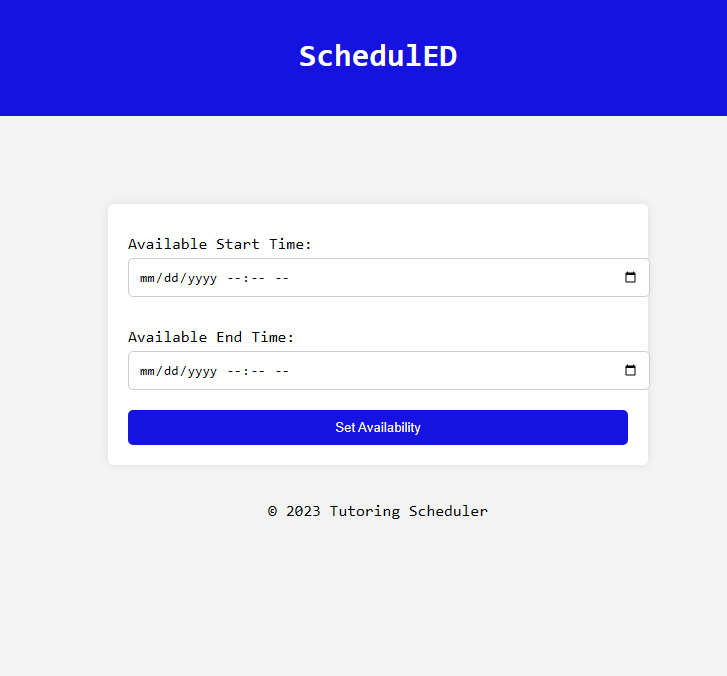 SchedulED
Available Start Time:
mm/dd/yyyy --:-- --
Available End Time:
mm/dd/yyyy --:-- --
Set Availability
© 2023 Tutoring Scheduler